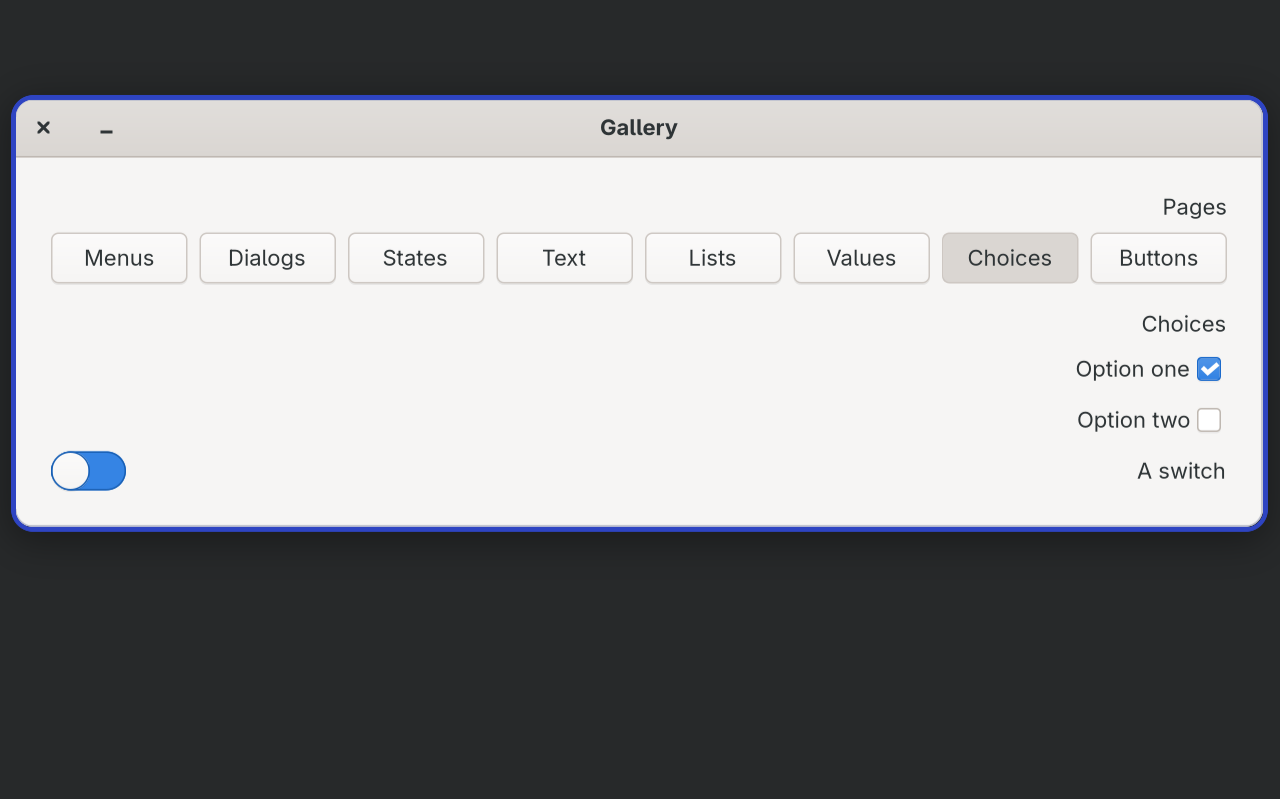 Gallery
Pages
Menus Dialogs States Text Lists Values Choices Buttons
Choices
Option one
Option two
A switch